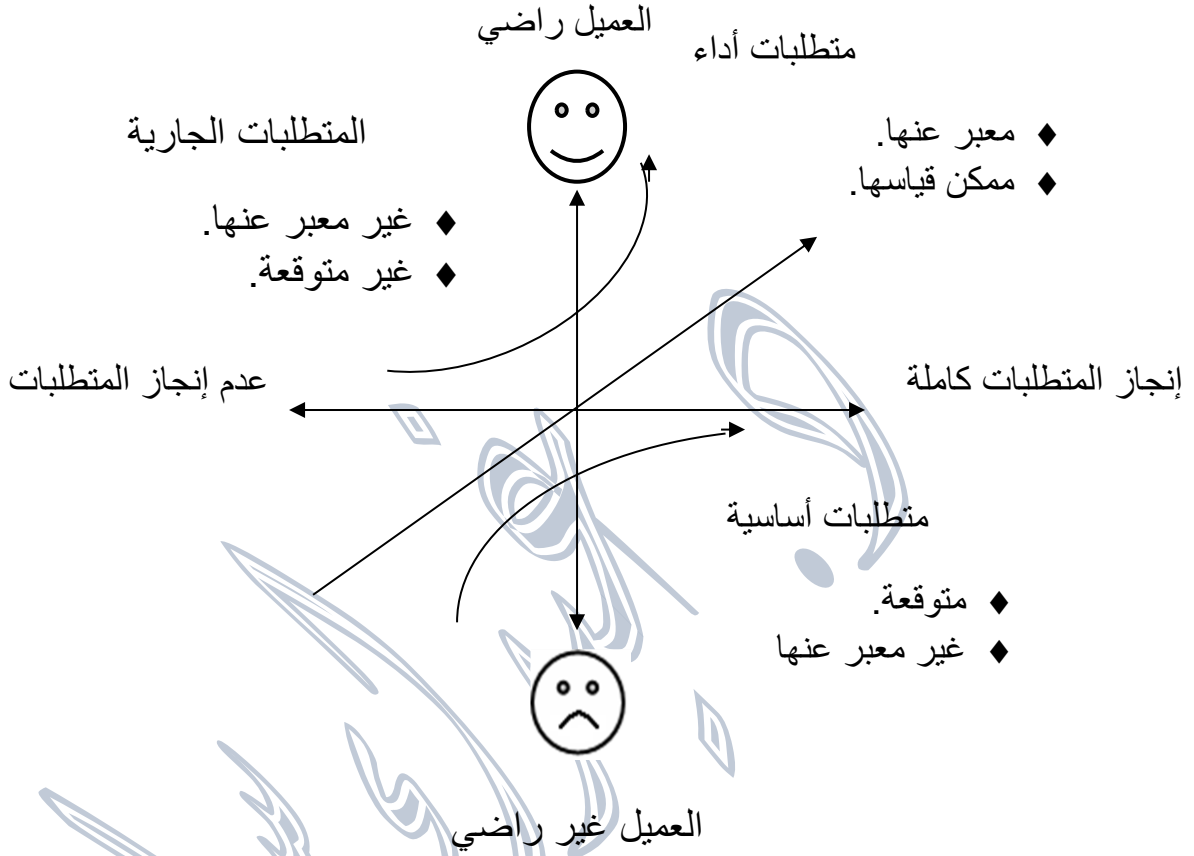 العميل راضي
متطلبات أداء
♦ معبر عنها.
♦ ممكن قياسها.
المتطلبات الجارية
♦ غير معبر عنها.
♦ غير متوقعة.
إنجاز المتطلبات كاملة
عدم إنجاز المتطلبات
متطلبات أساسية
♦ متوقعة.
♦ غير معبر عنها
العميل غير راضي